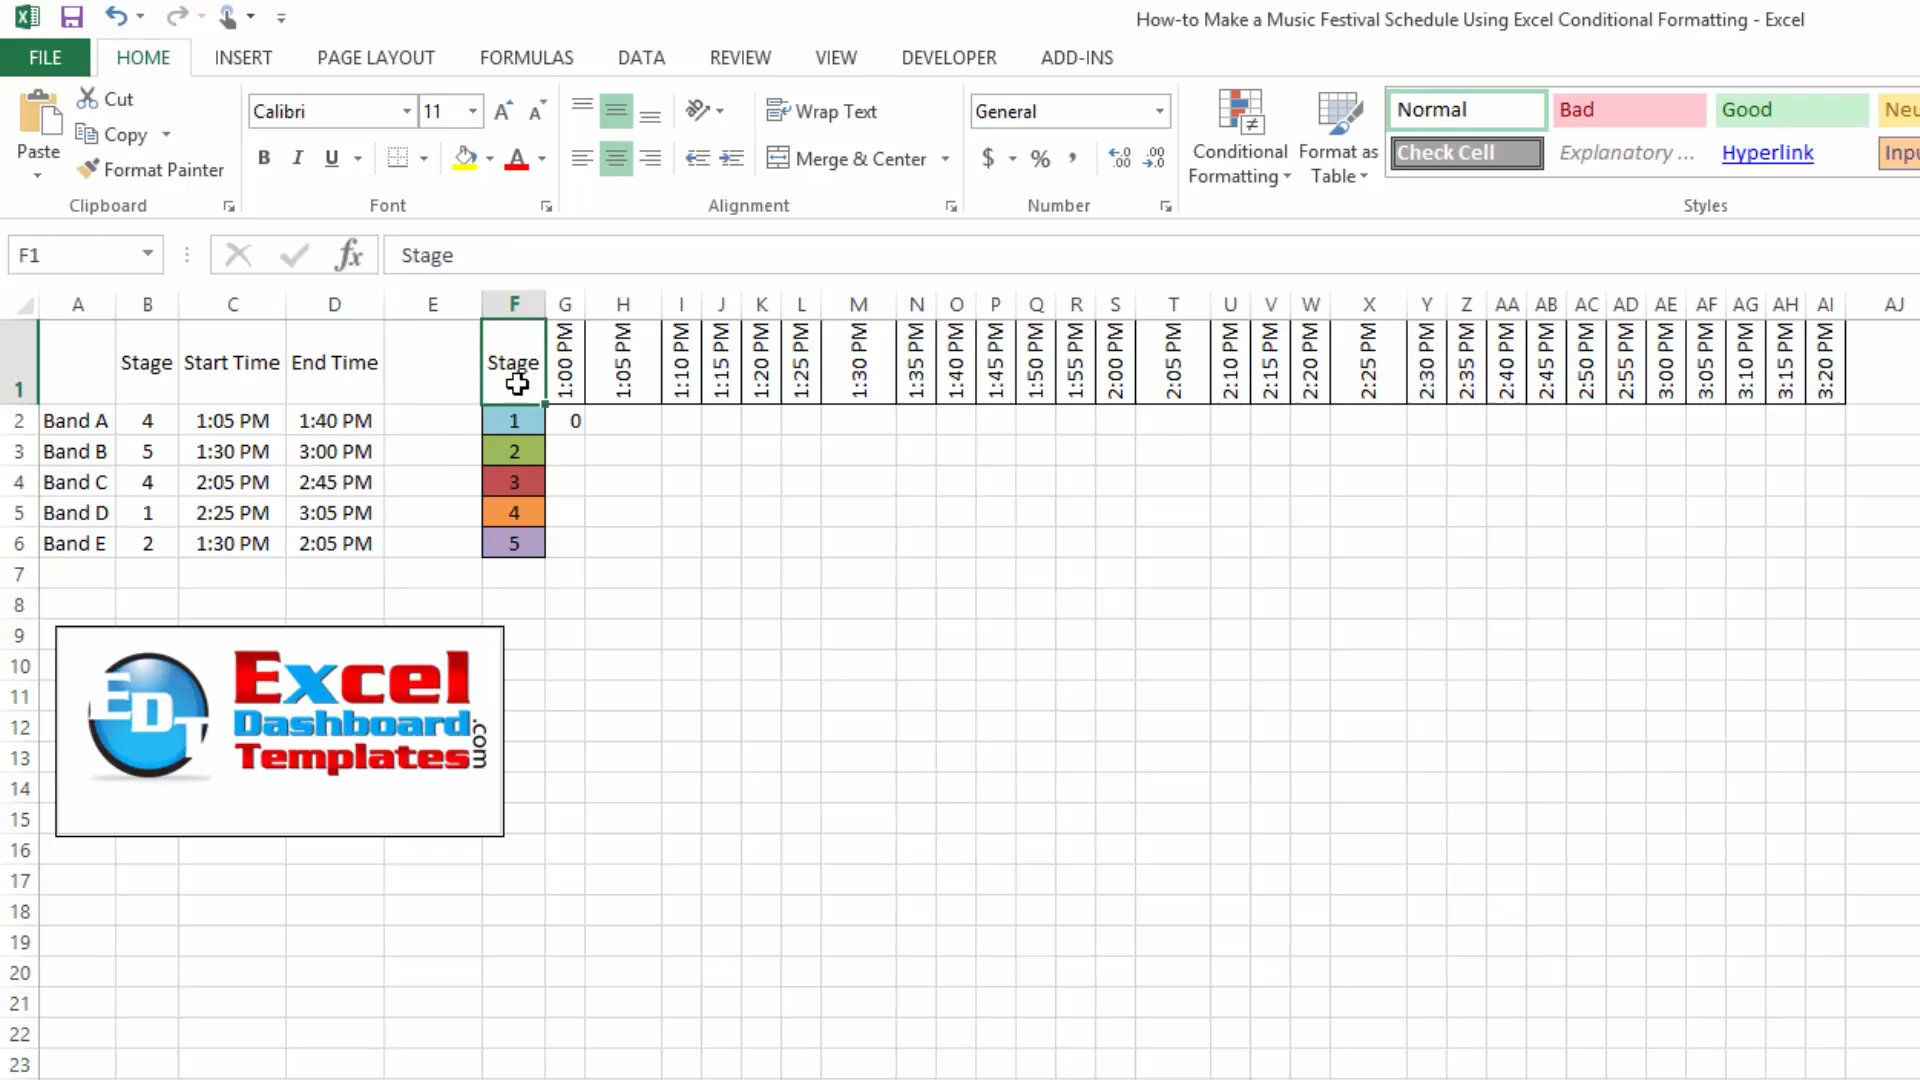 How-to Make a Music Festival Schedule Using Excel Conditional Formatting - Excel
FILE HOME INSERT PAGE LAYOUT FORMULAS DATA REVIEW VIEW DEVELOPER ADD-INS
Paste
Cut
Copy
Format Painter
Clipboard
Calibri 11
B I U
Font
Wrap Text
Merge & Center
Alignment
General
$ % ,
Number
Conditional Formatting
Format as Table
Normal Bad Good Neu
Check Cell Explanatory ... Hyperlink Inpu
Styles
F1 fx Stage
A B C D E F G H I J K L M N O P Q R S T U V W X Y Z AA AB AC AD AE AF AG AH AI AJ
1 Stage Start Time End Time Stage 1:00 PM 1:05 PM 1:10 PM 1:15 PM 1:20 PM 1:25 PM 1:30 PM 1:35 PM 1:40 PM 1:45 PM 1:50 PM 1:55 PM 2:00 PM 2:05 PM 2:10 PM 2:15 PM 2:20 PM 2:25 PM 2:30 PM 2:35 PM 2:40 PM 2:45 PM 2:50 PM 2:55 PM 3:00 PM 3:05 PM 3:10 PM 3:15 PM 3:20 PM
2 Band A 4 1:05 PM 1:40 PM 1 0
3 Band B 5 1:30 PM 3:00 PM 2
4 Band C 4 2:05 PM 2:45 PM 3
5 Band D 1 2:25 PM 3:05 PM 4
6 Band E 2 1:30 PM 2:05 PM 5
7
8
9
10
11
12
13
14
15
16
17
18
19
20
21
22
23
EDT
Excel
Dashboard
Templates
.com